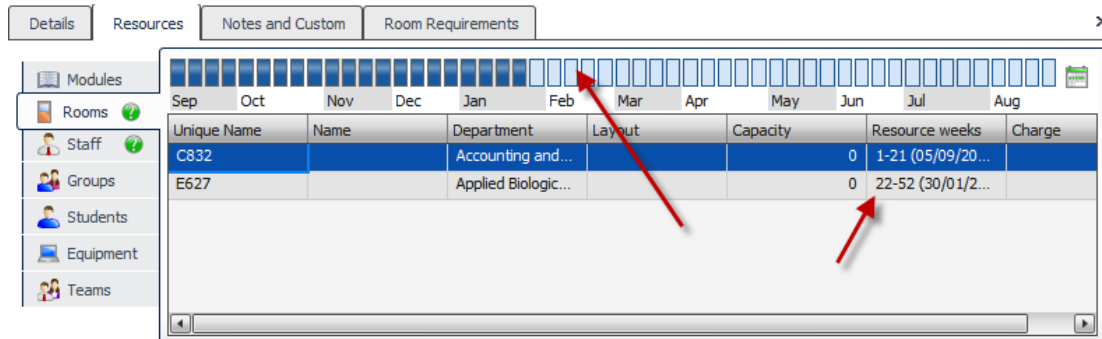 Details Resources Notes and Custom Room Requirements
Modules
Rooms
Staff
Groups
Students
Equipment
Teams
Sep Oct Nov Dec Jan Feb Mar Apr May Jun Jul Aug
Unique Name Name Department Layout Capacity Resource weeks Charge
C832 Accounting and... 0 1-21 (05/09/20...
E627 Applied Biologic... 0 22-52 (30/01/2...